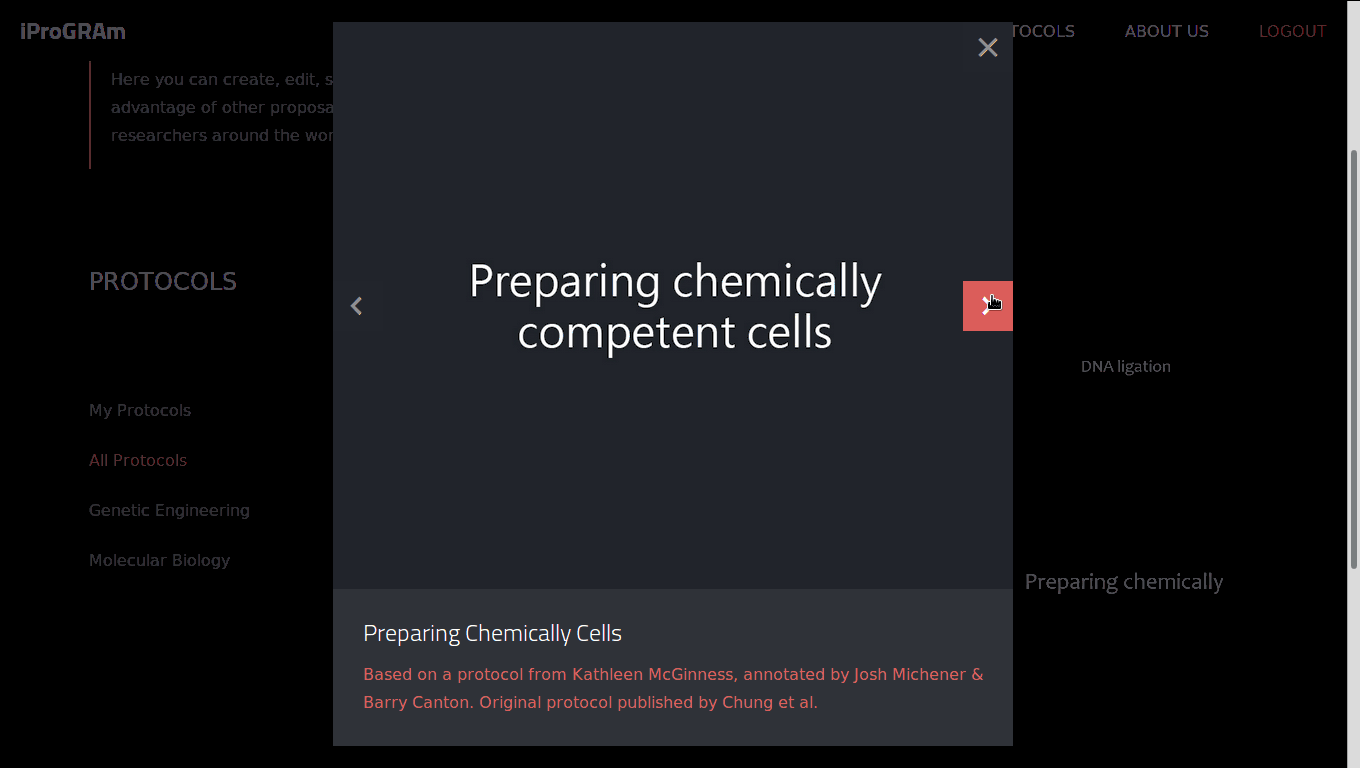 iProGRAm
TOCOLS
ABOUT US
LOGOUT
Here you can create, edit, s
advantage of other proposa
researchers around the wor
PROTOCOLS
My Protocols
All Protocols
Genetic Engineering
Molecular Biology
Preparing chemically
competent cells
DNA ligation
Preparing chemically
Preparing Chemically Cells
Based on a protocol from Kathleen McGinness, annotated by Josh Michener &
Barry Canton. Original protocol published by Chung et al.